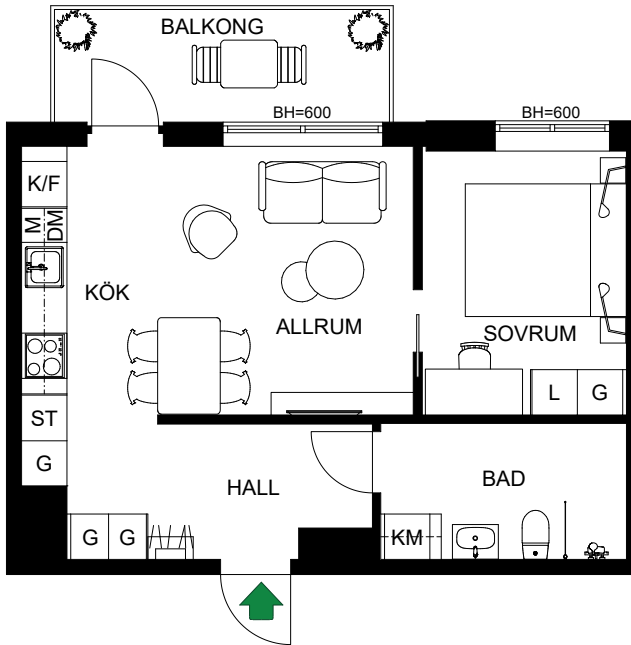 BALKONG
BH=600
BH=600
K/F
M
DM
KÖK
ALLRUM
SOVRUM
L
G
ST
G
HALL
BAD
G
G
KM